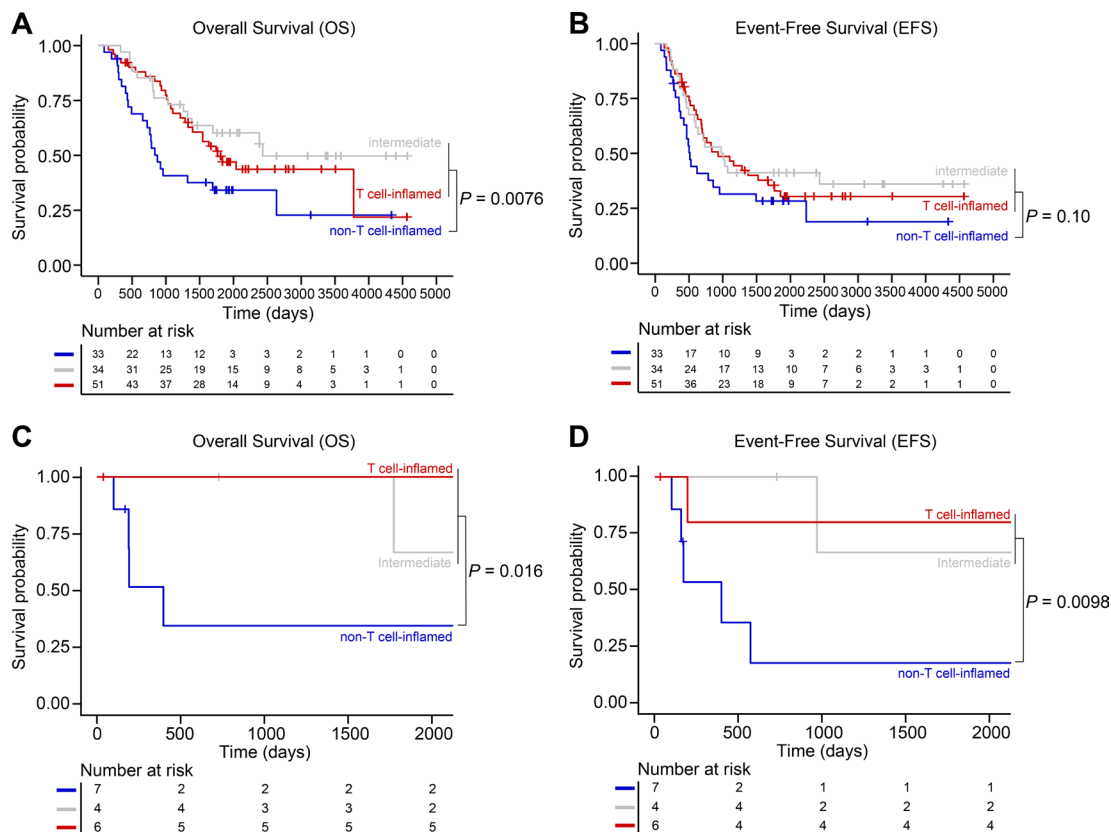 A
Overall Survival (OS)
Survival probability
1.00
0.75
0.50
0.25
0.00
intermediate
T cell-inflamed
non-T cell-inflamed
P = 0.0076
0 500 1000 1500 2000 2500 3000 3500 4000 4500 5000
Time (days)
Number at risk
33 22 13 12 3 3 2 1 1 0 0
34 31 25 19 15 9 8 5 3 1 0
51 43 37 28 14 9 4 3 1 1 0
B
Event-Free Survival (EFS)
Survival probability
1.00
0.75
0.50
0.25
0.00
intermediate
T cell-inflamed
non-T cell-inflamed
P = 0.10
0 500 1000 1500 2000 2500 3000 3500 4000 4500 5000
Time (days)
Number at risk
33 17 10 9 3 2 2 1 1 0 0
34 24 17 13 10 7 6 3 3 1 0
51 36 23 18 9 7 2 2 1 1 0
C
Overall Survival (OS)
Survival probability
1.00
0.75
0.50
0.25
0.00
T cell-inflamed
Intermediate
non-T cell-inflamed
P = 0.016
0 500 1000 1500 2000
Time (days)
Number at risk
7 2 2 2 2
4 4 3 3 2
6 5 5 5 5
D
Event-Free Survival (EFS)
Survival probability
1.00
0.75
0.50
0.25
0.00
T cell-inflamed
Intermediate
non-T cell-inflamed
P = 0.0098
0 500 1000 1500 2000
Time (days)
Number at risk
7 2 1 1 1
4 4 2 2 2
6 4 4 4 4